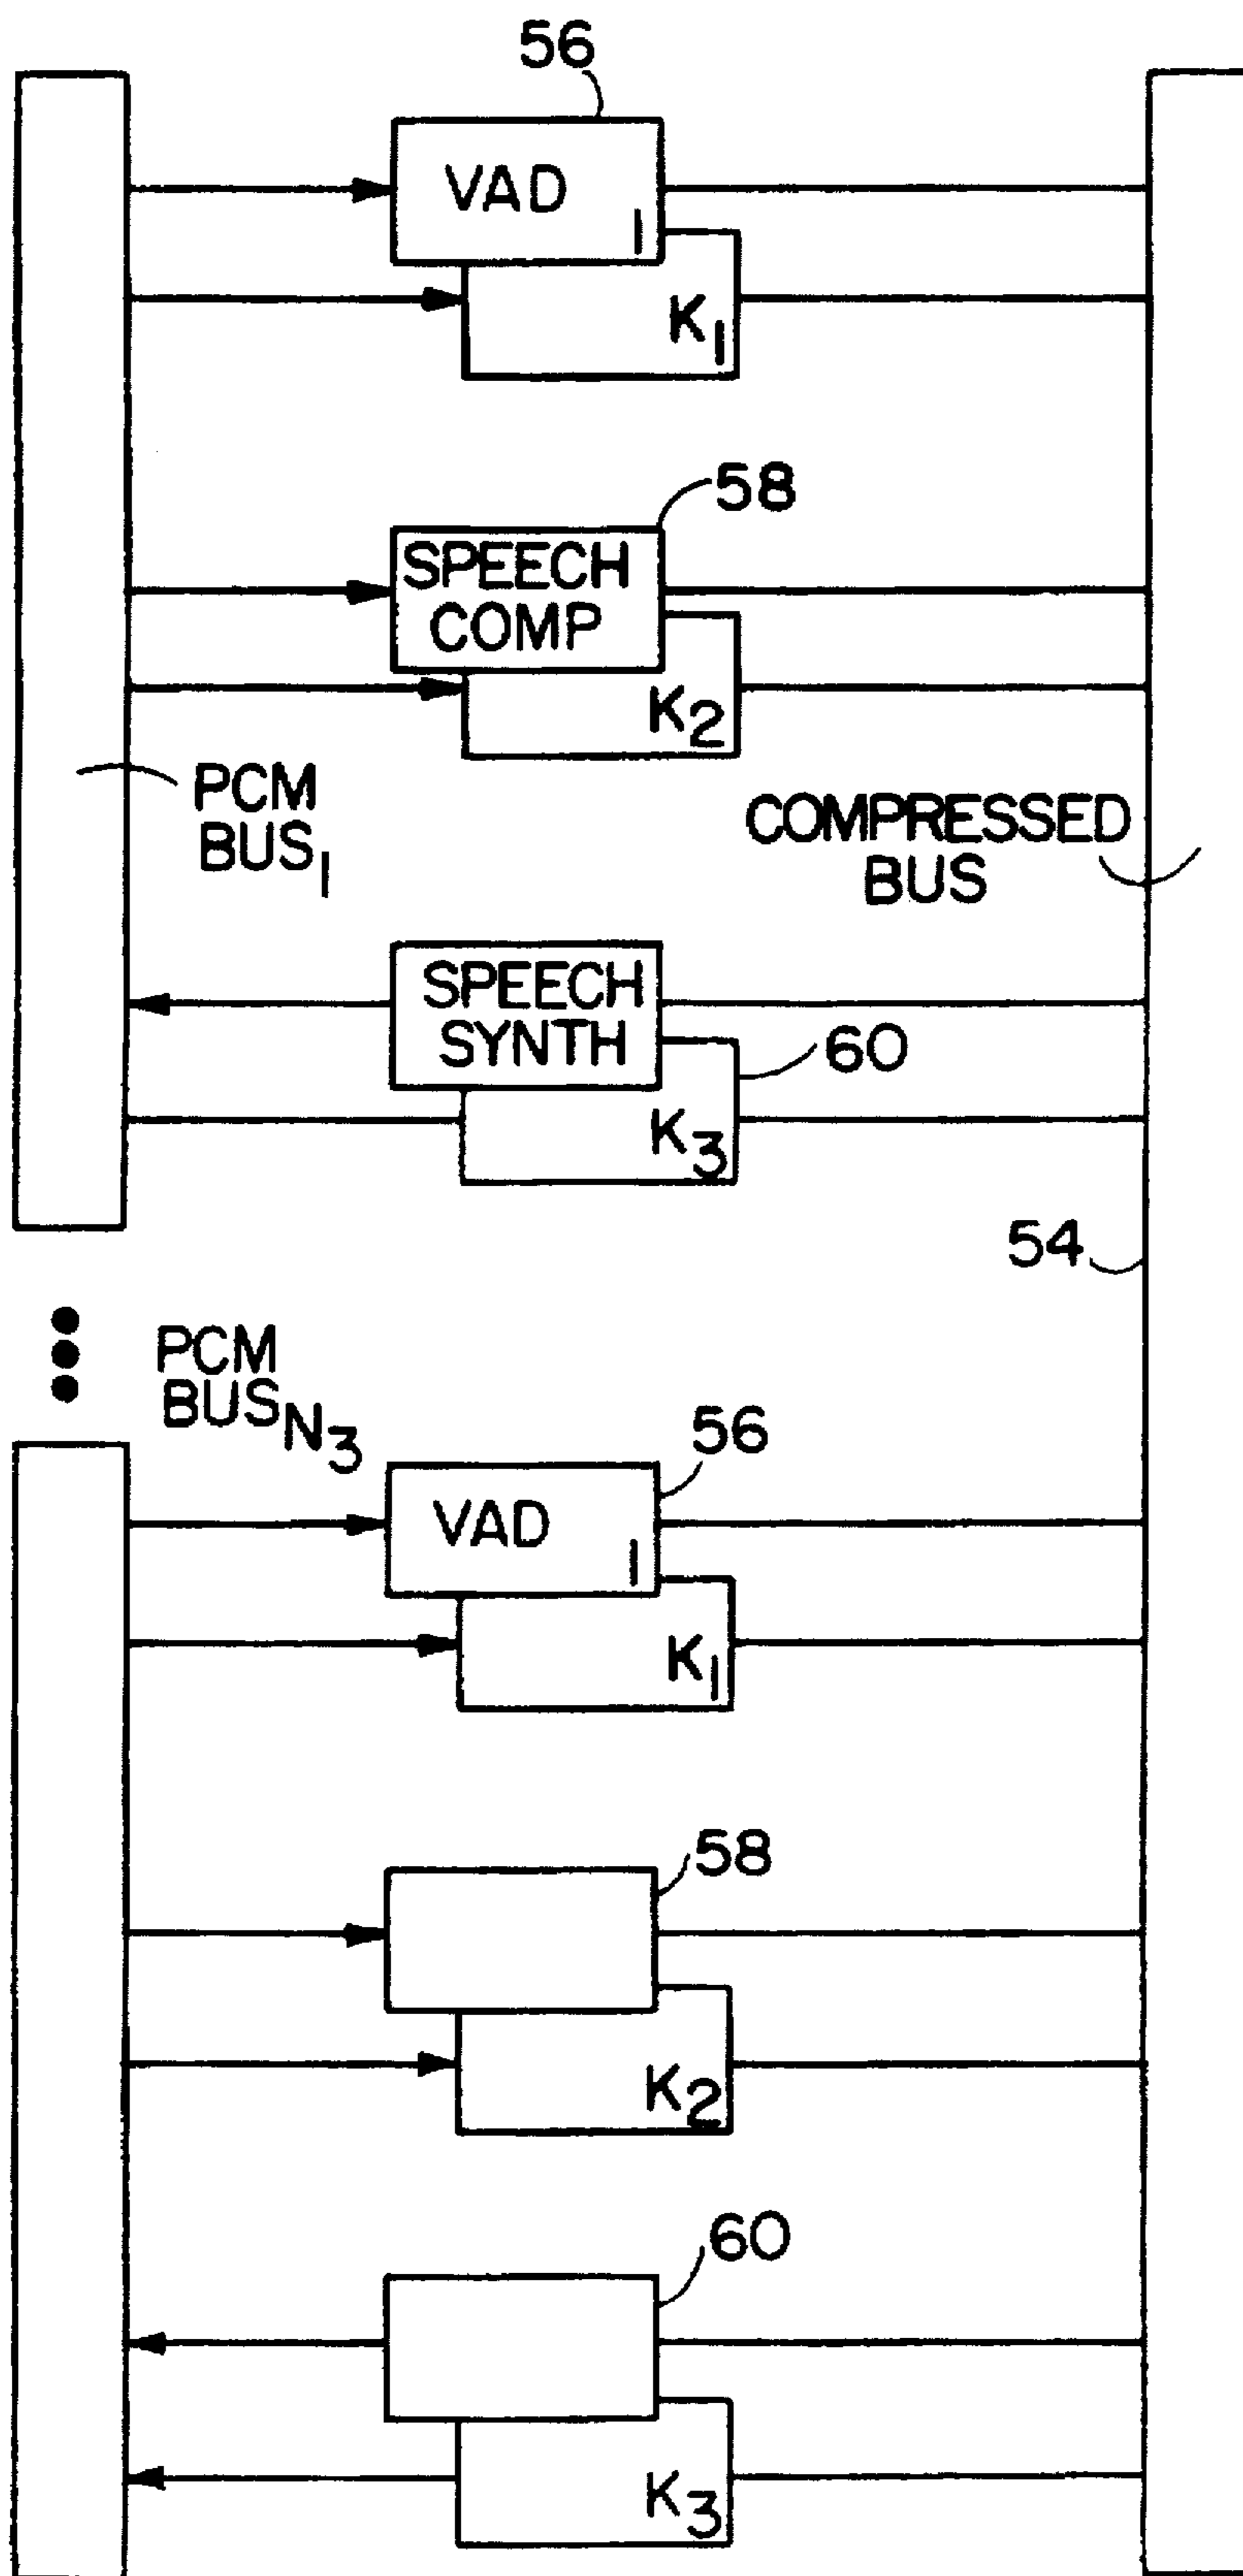 56
VAD
1
K1
58
SPEECH
COMP
K2
PCM
BUS1
COMPRESSED
BUS
SPEECH
SYNTH
60
K3
54
PCM
BUSN3
56
VAD
1
K1
58
K2
60
K3